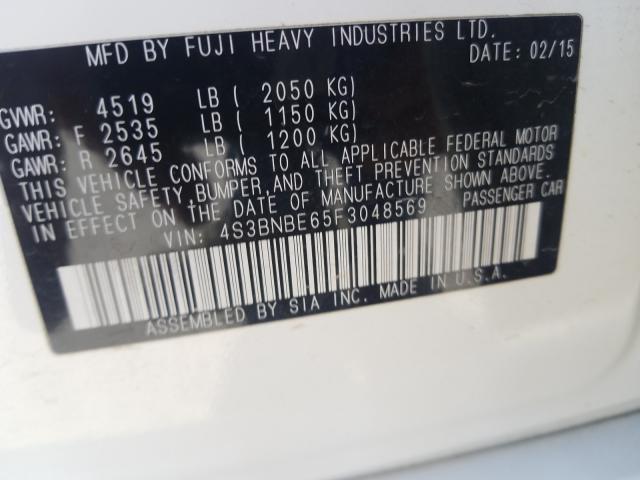 MFD BY FUJI HEAVY INDUSTRIES LTD.
DATE: 02/15
GVWR: 4519 LB ( 2050 KG)
GAWR: F 2535 LB ( 1150 KG)
GAWR: R 2645 LB ( 1200 KG)
THIS VEHICLE CONFORMS TO ALL APPLICABLE FEDERAL MOTOR
VEHICLE SAFETY,BUMPER,AND THEFT PREVENTION STANDARDS
IN EFFECT ON THE DATE OF MANUFACTURE SHOWN ABOVE.
VIN: 4S3BNBE65F3048569 PASSENGER CAR
ASSEMBLED BY SIA INC. MADE IN U.S.A.